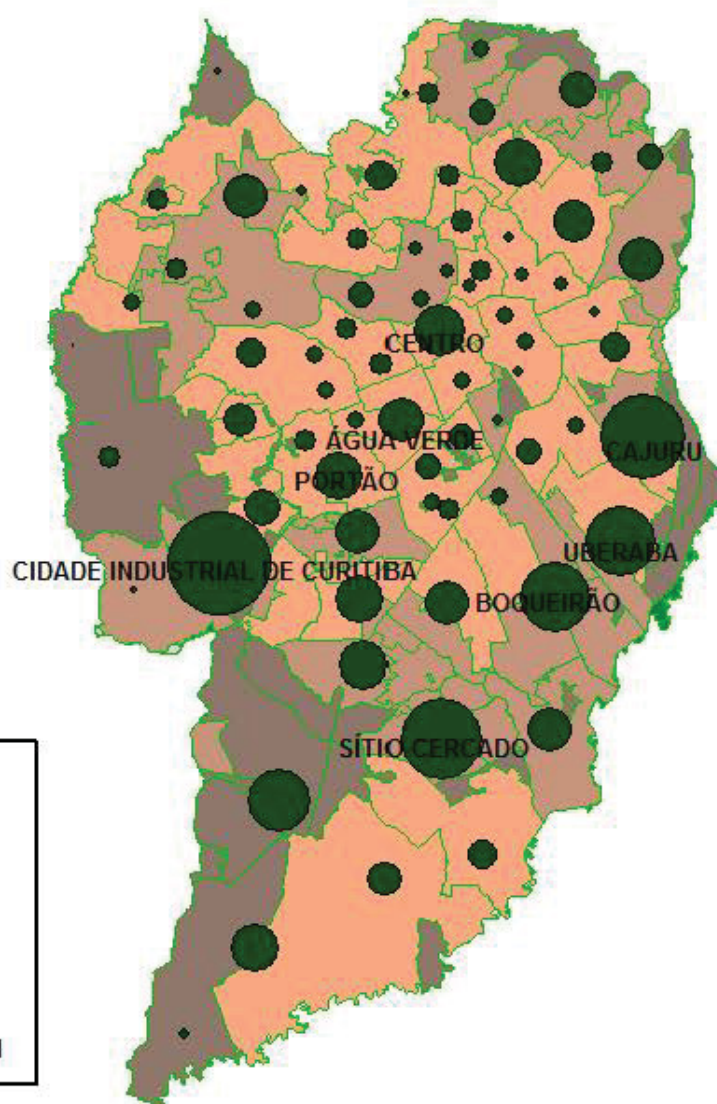 CENTRO
ÁGUA VERDE
CAJURU
PORTÃO
UBERABA
CIDADE INDUSTRIAL DE CURITIBA
BOQUEIRÃO
SÍTIO CERCADO